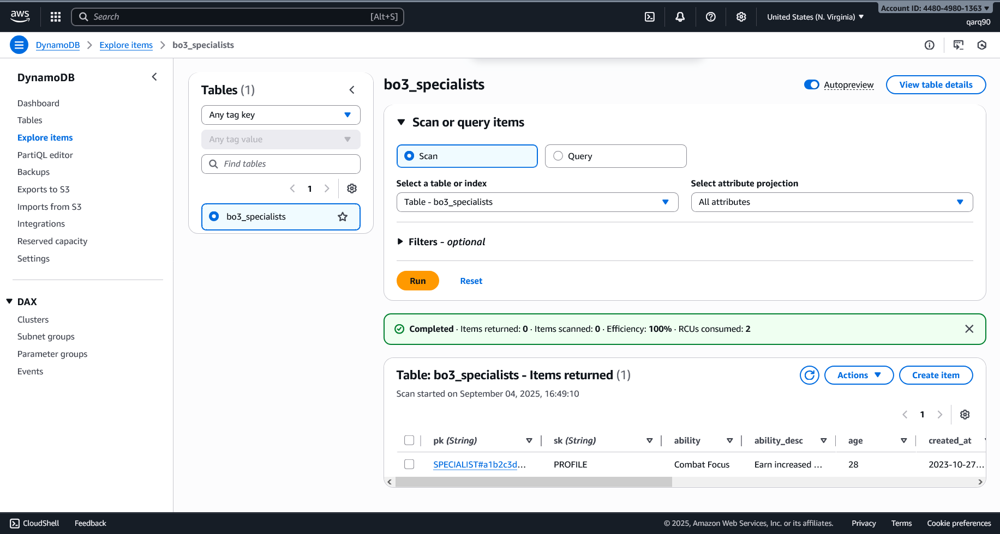 aws
Search [Alt+S]
United States (N. Virginia)
Account ID: 4480-4980-1363
qarq90
DynamoDB
Explore items
bo3_specialists
DynamoDB
Dashboard
Tables
Explore items
PartiQL editor
Backups
Exports to S3
Imports from S3
Integrations
Reserved capacity
Settings
DAX
Clusters
Subnet groups
Parameter groups
Events
Tables (1)
Any tag key
Any tag value
Find tables
1
bo3_specialists
bo3_specialists
Autopreview
View table details
Scan or query items
Scan
Query
Select a table or index
Table - bo3_specialists
Select attribute projection
All attributes
Filters - optional
Run
Reset
Completed · Items returned: 0 · Items scanned: 0 · Efficiency: 100% · RCUs consumed: 2
Table: bo3_specialists - Items returned (1)
Scan started on September 04, 2025, 16:49:10
Actions
Create item
1
pk (String) sk (String) ability ability_desc age created_at
SPECIALIST#a1b2c3d... PROFILE Combat Focus Earn increased ... 28 2023-10-27...
CloudShell Feedback © 2025, Amazon Web Services, Inc. or its affiliates. Privacy Terms Cookie preferences